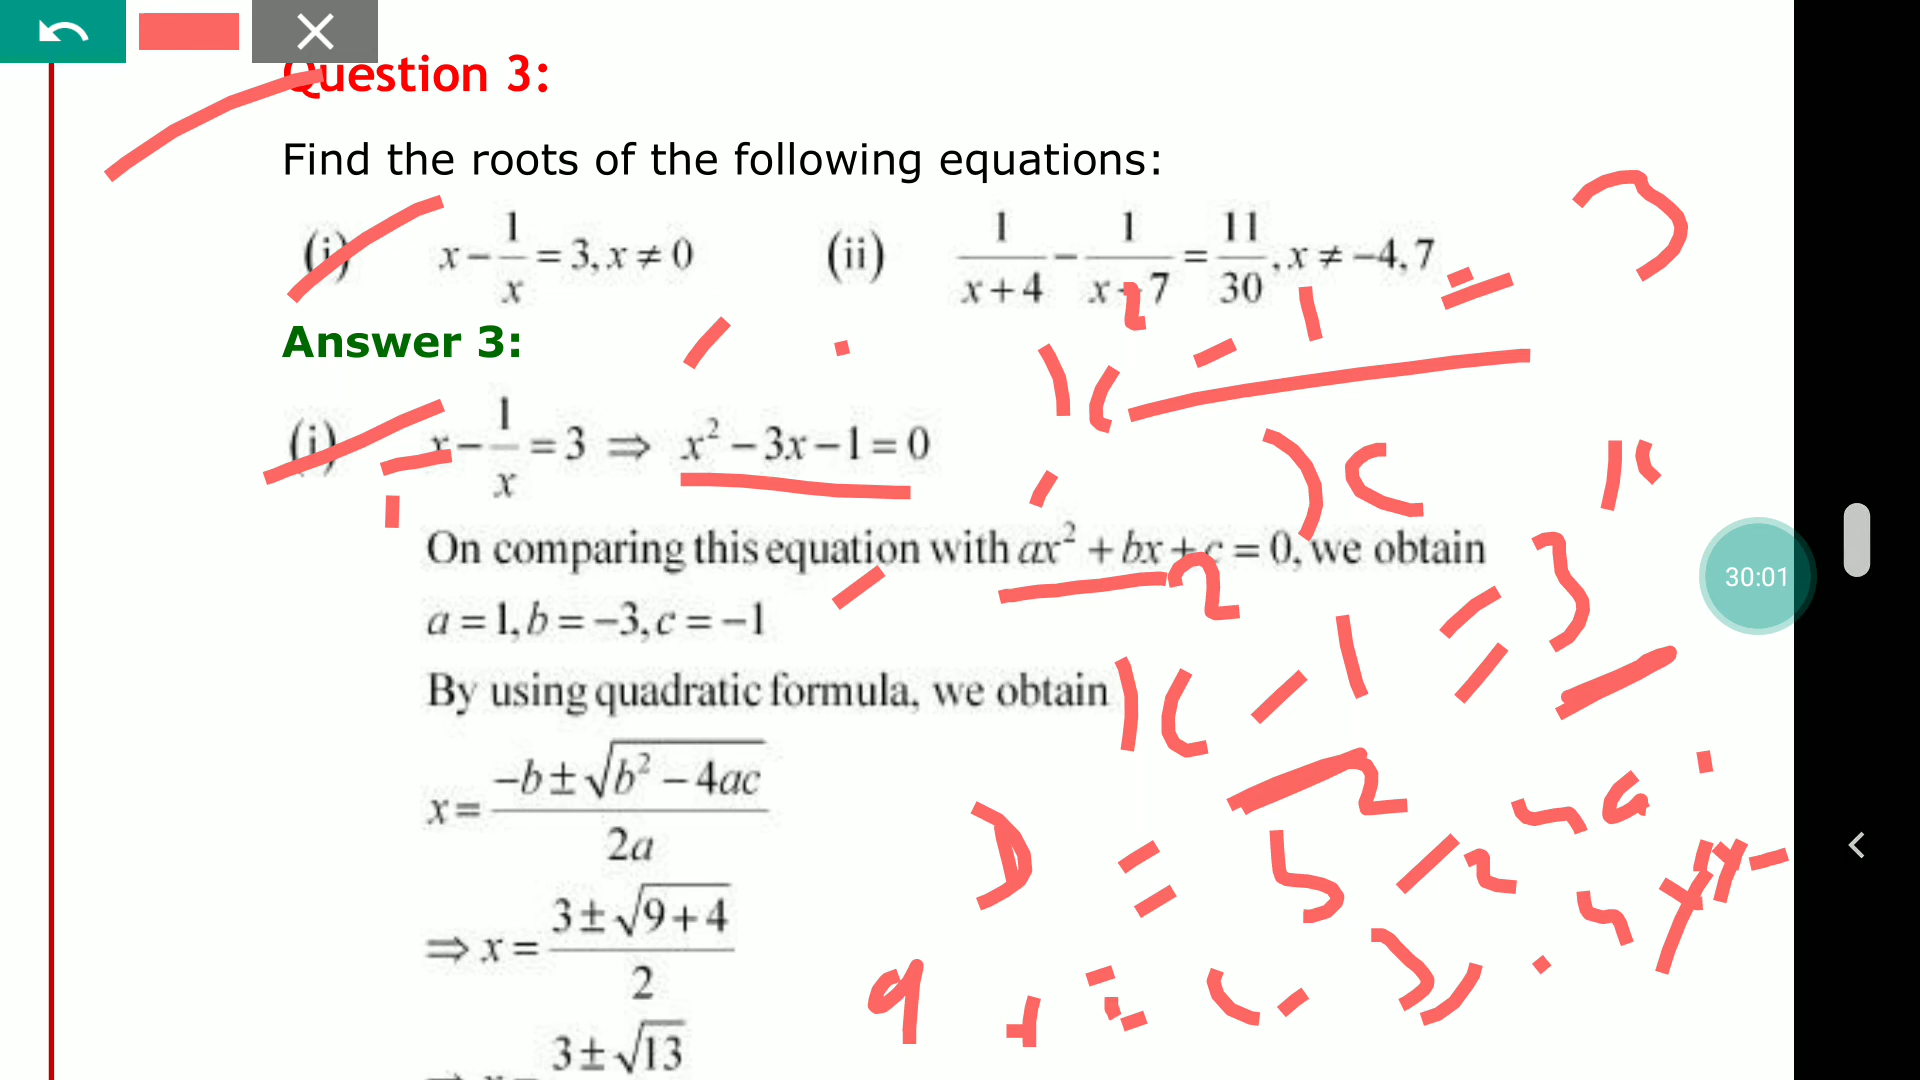 Question 3:
Find the roots of the following equations:
(i) x − 1/x = 3, x ≠ 0 (ii) 1/(x+4) − 1/(x−7) = 11/30, x ≠ −4, 7
Answer 3:
(i) x − 1/x = 3 ⇒ x² − 3x − 1 = 0
On comparing this equation with ax² + bx + c = 0, we obtain
a = 1, b = −3, c = −1
By using quadratic formula, we obtain
x = (−b ± √(b² − 4ac))/2a
⇒ x = (3 ± √(9 + 4))/2
3 ± √13
30:01